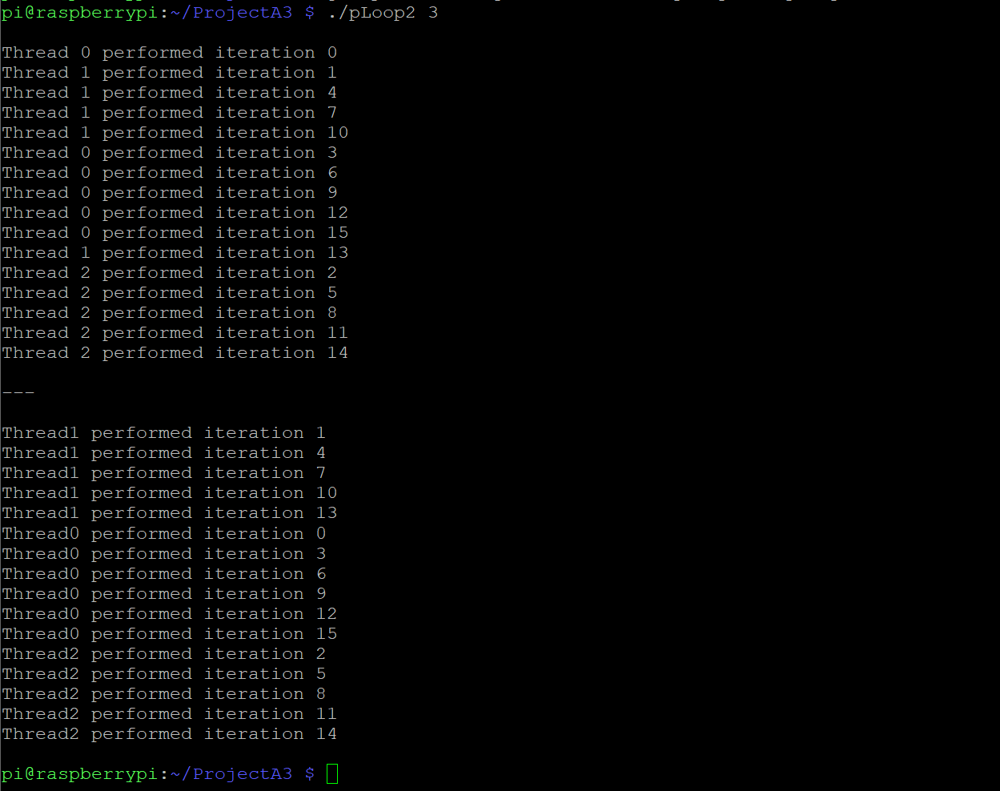 pi@raspberrypi:~/ProjectA3 $ ./pLoop2 3
Thread 0 performed iteration 0
Thread 1 performed iteration 1
Thread 1 performed iteration 4
Thread 1 performed iteration 7
Thread 1 performed iteration 10
Thread 0 performed iteration 3
Thread 0 performed iteration 6
Thread 0 performed iteration 9
Thread 0 performed iteration 12
Thread 0 performed iteration 15
Thread 1 performed iteration 13
Thread 2 performed iteration 2
Thread 2 performed iteration 5
Thread 2 performed iteration 8
Thread 2 performed iteration 11
Thread 2 performed iteration 14
---
Thread1 performed iteration 1
Thread1 performed iteration 4
Thread1 performed iteration 7
Thread1 performed iteration 10
Thread1 performed iteration 13
Thread0 performed iteration 0
Thread0 performed iteration 3
Thread0 performed iteration 6
Thread0 performed iteration 9
Thread0 performed iteration 12
Thread0 performed iteration 15
Thread2 performed iteration 2
Thread2 performed iteration 5
Thread2 performed iteration 8
Thread2 performed iteration 11
Thread2 performed iteration 14
pi@raspberrypi:~/ProjectA3 $